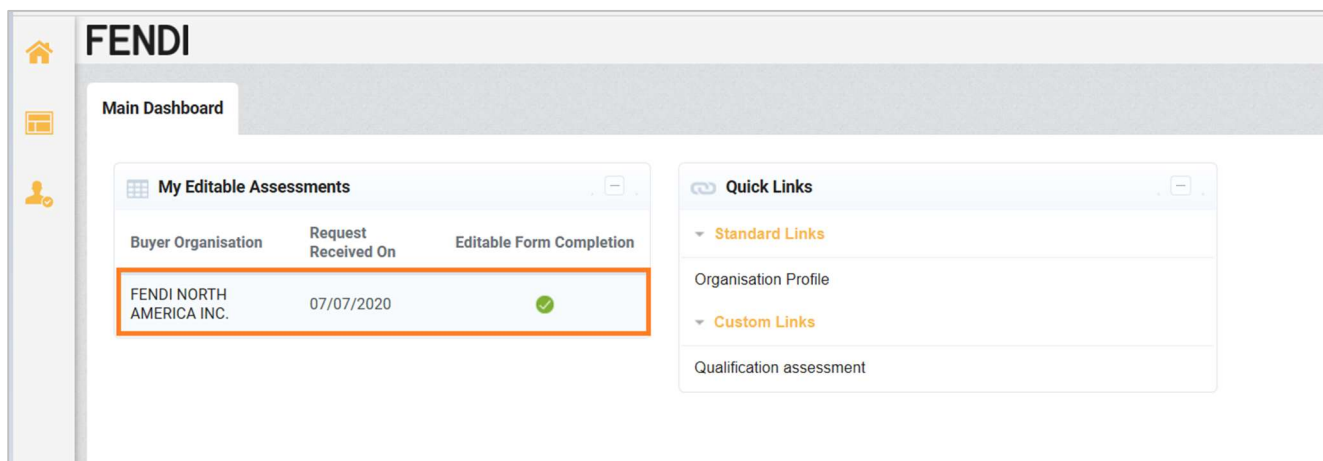 FENDI
Main Dashboard
My Editable Assessments
Buyer Organisation
Request
Received On
Editable Form Completion
FENDI NORTH
AMERICA INC.
07/07/2020
Quick Links
Standard Links
Organisation Profile
Custom Links
Qualification assessment